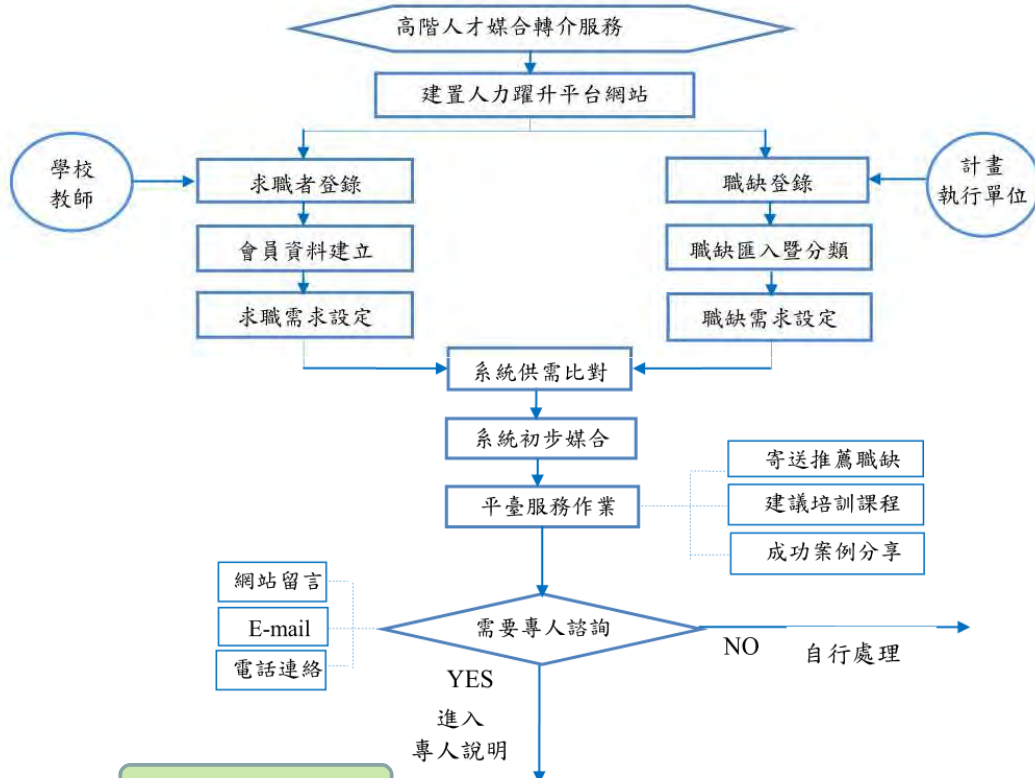 高階人才媒合轉介服務
建置人力躍升平台網站
學校
教師
求職者登錄
職缺登錄
計畫
執行單位
會員資料建立
職缺匯入暨分類
求職需求設定
職缺需求設定
系統供需比對
系統初步媒合
寄送推薦職缺
平臺服務作業
建議培訓課程
成功案例分享
網站留言
E-mail
電話連絡
需要專人諮詢
NO
自行處理
YES
進入
專人說明